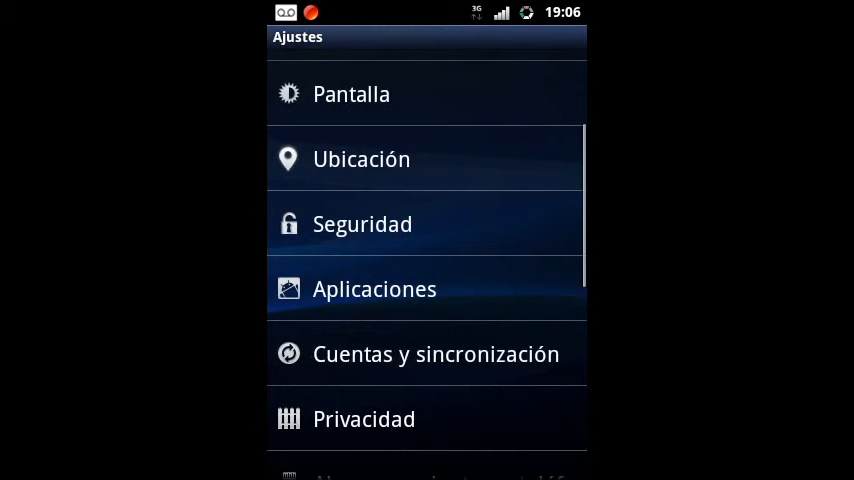 3G
19:06
Ajustes
Pantalla
Ubicación
Seguridad
Aplicaciones
Cuentas y sincronización
Privacidad